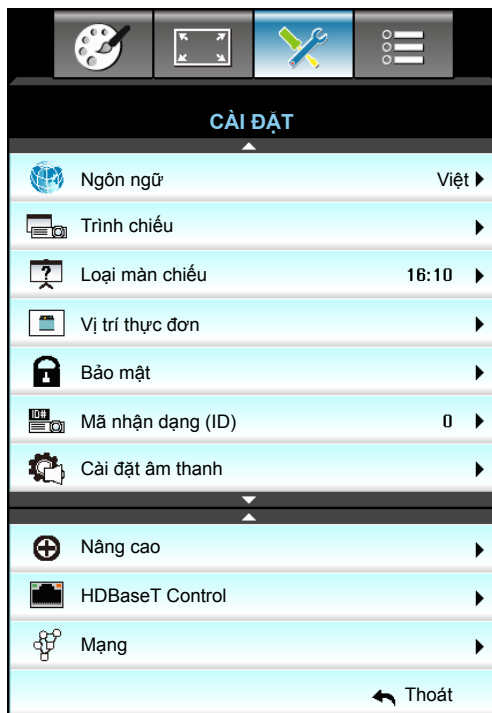 CÀI ĐẶT
Ngôn ngữ Việt
Trình chiếu
Loại màn chiếu 16:10
Vị trí thực đơn
Bảo mật
ID#
Mã nhận dạng (ID) 0
Cài đặt âm thanh
Nâng cao
HDBaseT Control
Mạng
Thoát